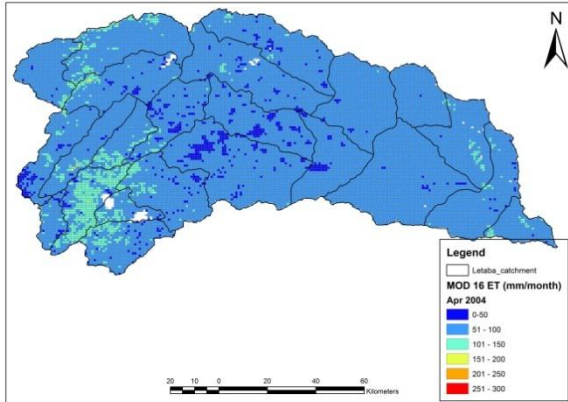 N
Legend
Letaba_catchment
MOD 16 ET (mm/month)
Apr 2004
0-50
51 - 100
101 - 150
151 - 200
201 - 250
251 - 300
20 10 0 20 40 60
Kilometers